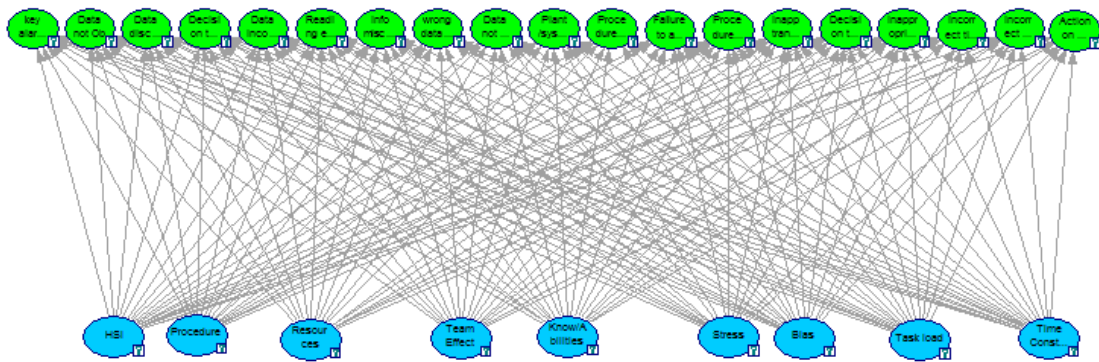 key
alar...
Data
not Ob...
Data
disc...
Decisi
on t...
Data
inco...
Readi
ng e...
Info
misc...
wrong
data...
Data
not ...
Plant
/sys...
Proce
dure...
Failure
to a...
Proce
dure...
Inapp
tran...
Decisi
on t...
Inappr
opri...
Incorr
ect ti...
Incorr
ect ...
Action
on ...
HSI
Procedure
Resour
ces
Team
Effect
Know/A
bilities
Stress
Bias
Task load
Time
Const...